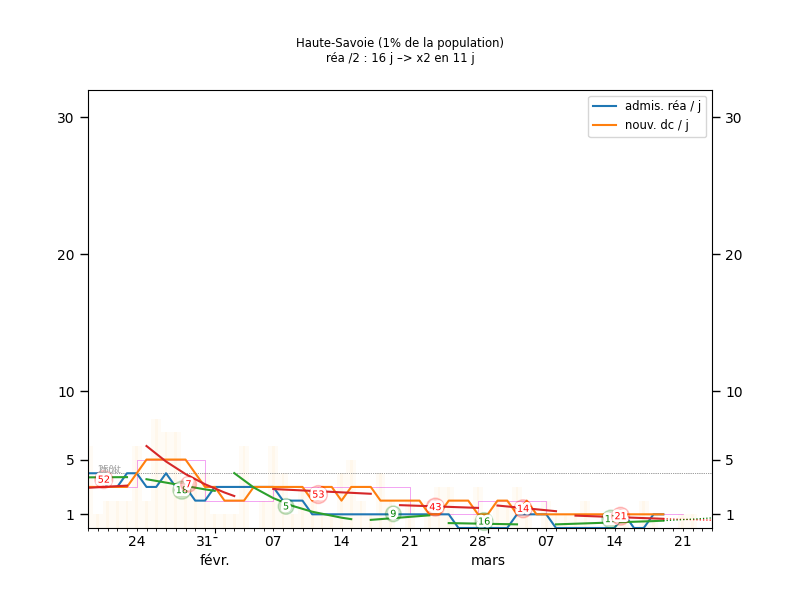 Haute-Savoie (1% de la population)
réa /2 : 16 j –> x2 en 11 j
admis. réa / j
nouv. dc / j
30 30
20 20
10 10
5 5
1 1
52
7
16
5
53
9
43
16
14
21
24 31 07 14 21 28 07 14 21
févr. mars